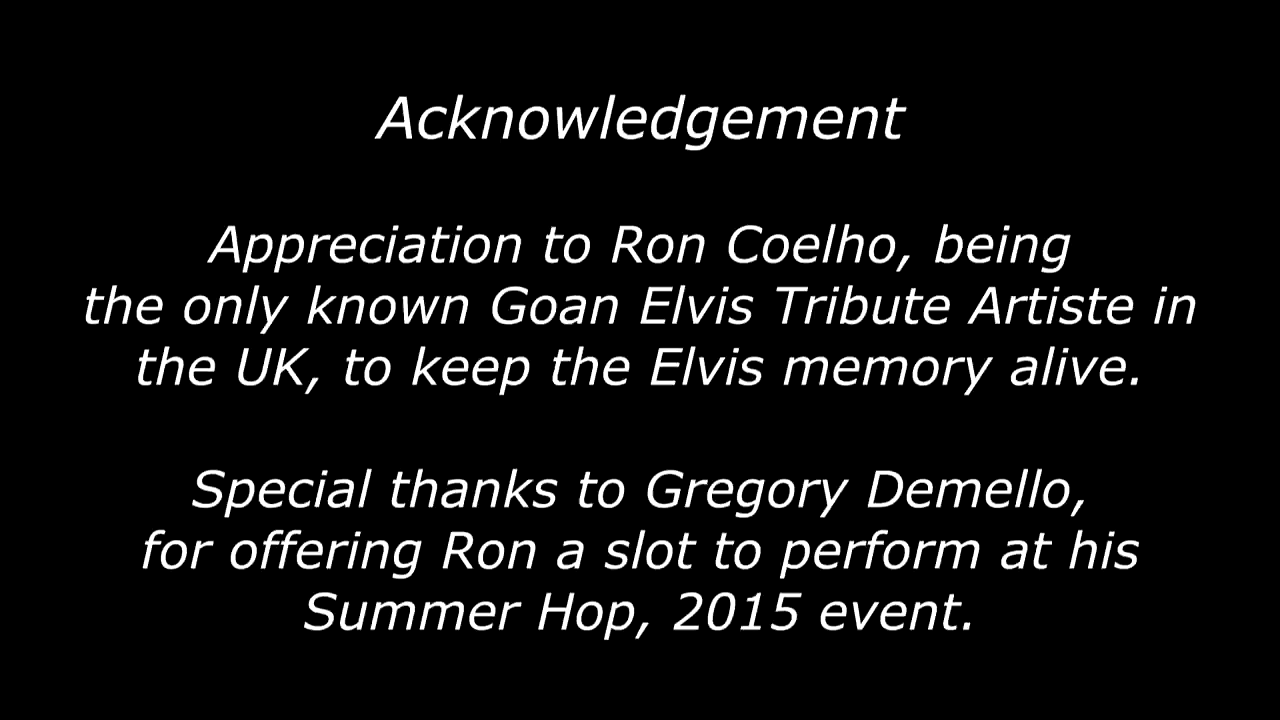 Acknowledgement
Appreciation to Ron Coelho, being
the only known Goan Elvis Tribute Artiste in
the UK, to keep the Elvis memory alive.
Special thanks to Gregory Demello,
for offering Ron a slot to perform at his
Summer Hop, 2015 event.